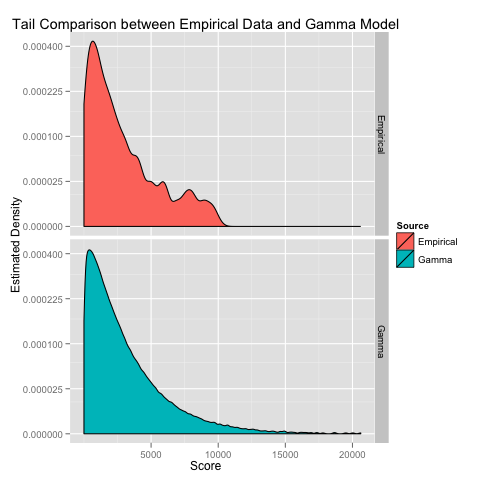 Tail Comparison between Empirical Data and Gamma Model
0.000400
0.000225
0.000100
0.000025
0.000000
Empirical
0.000400
0.000225
0.000100
0.000025
0.000000
Gamma
Estimated Density
5000 10000 15000 20000
Score
Source
Empirical
Gamma